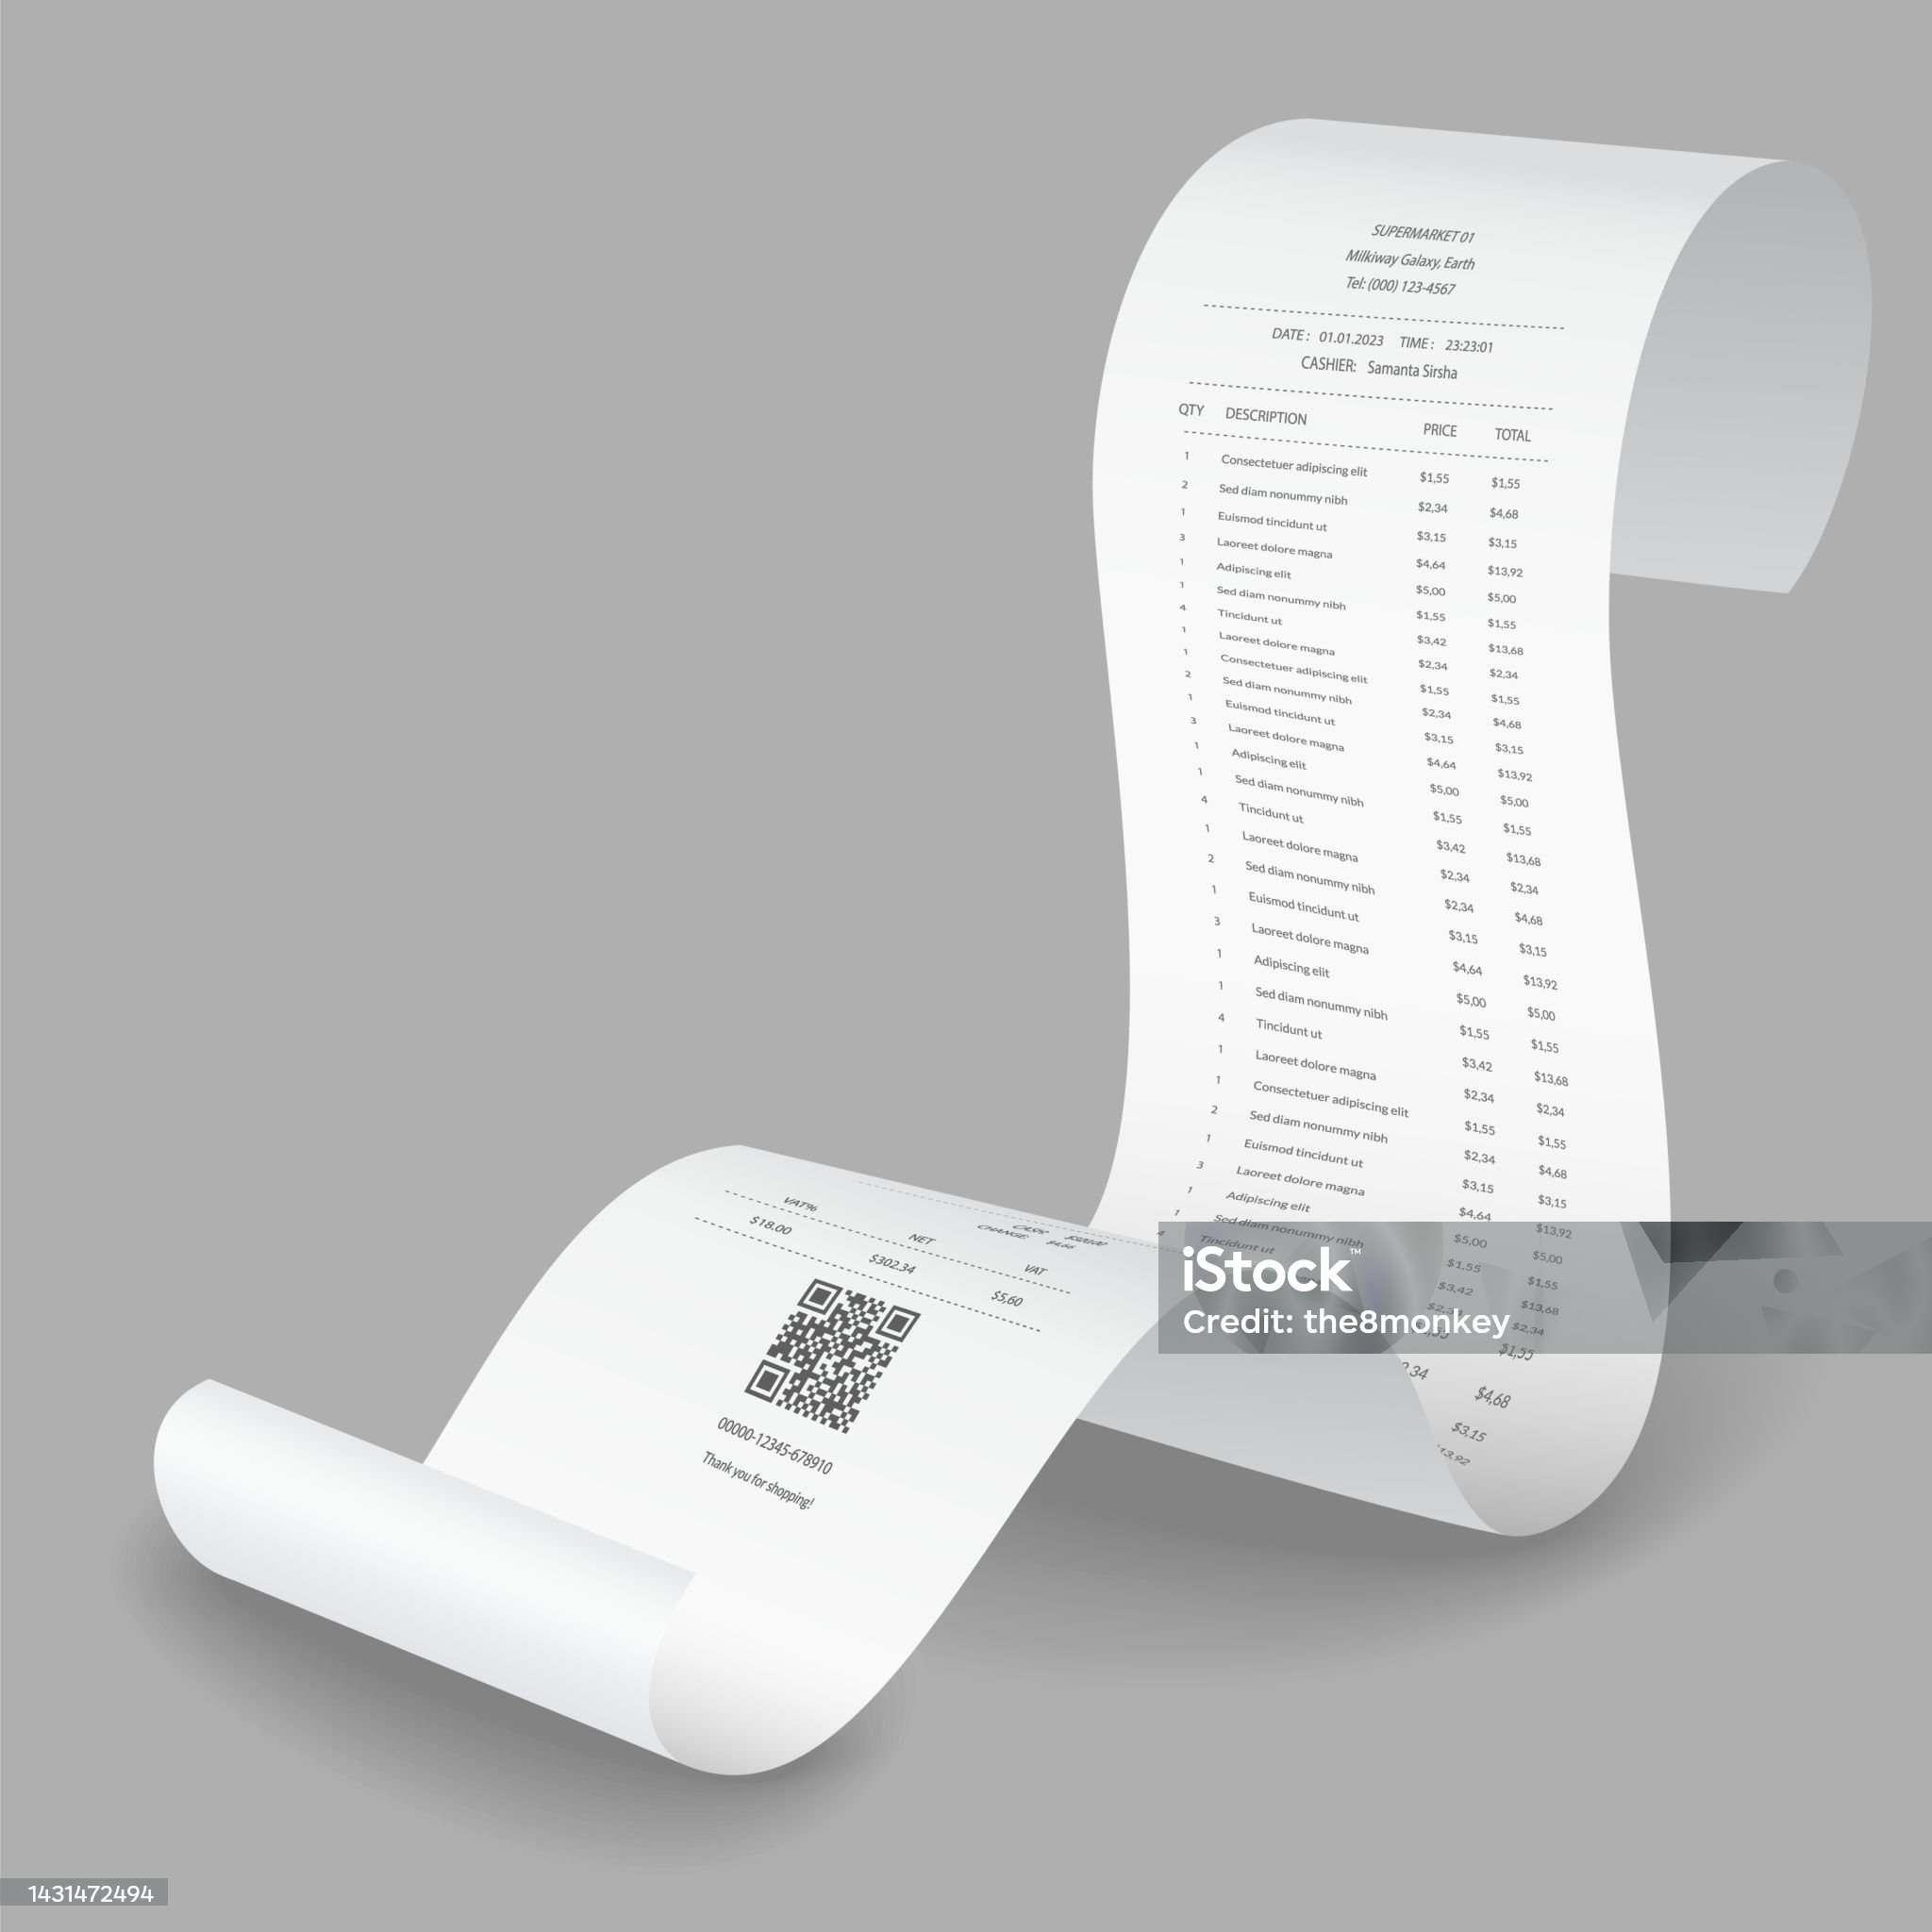 SUPERMARKET 01
Milkiway Galaxy, Earth
Tel: (000) 123-4567
DATE : 01.01.2023 TIME : 23:23:01
CASHIER: Samanta Sirsha
QTY DESCRIPTION PRICE TOTAL
1 Consectetuer adipiscing elit $1,55 $1,55
2 Sed diam nonummy nibh $2,34 $4,68
1 Euismod tincidunt ut $3,15 $3,15
3 Laoreet dolore magna $4,64 $13,92
1 Adipiscing elit $5,00 $5,00
1 Sed diam nonummy nibh $1,55 $1,55
4 Tincidunt ut $3,42 $13,68
1 Laoreet dolore magna $2,34 $2,34
1 Consectetuer adipiscing elit $1,55 $1,55
2 Sed diam nonummy nibh $2,34 $4,68
1 Euismod tincidunt ut $3,15 $3,15
3 Laoreet dolore magna $4,64 $13,92
1 Adipiscing elit $5,00 $5,00
1 Sed diam nonummy nibh $1,55 $1,55
4 Tincidunt ut $3,42 $13,68
1 Laoreet dolore magna $2,34 $2,34
2 Sed diam nonummy nibh $2,34 $4,68
1 Euismod tincidunt ut $3,15 $3,15
3 Laoreet dolore magna $4,64 $13,92
1 Adipiscing elit $5,00 $5,00
1 Sed diam nonummy nibh $1,55 $1,55
4 Tincidunt ut $3,42 $13,68
1 Laoreet dolore magna $2,34 $2,34
1 Consectetuer adipiscing elit $1,55 $1,55
2 Sed diam nonummy nibh $2,34 $4,68
1 Euismod tincidunt ut $3,15 $3,15
3 Laoreet dolore magna $4,64 $13,92
1 Adipiscing elit $5,00 $5,00
1 Sed diam nonummy nibh $1,55 $1,55
4 Tincidunt ut $3,42 $13,68
$2,34
$1,55
$4,68
$3,15
13,92
CASH
CHANGE:
VAT% NET VAT
$18.00 $302.34 $5,60
00000-12345-678910
Thank you for shopping!
iStock™
Credit: the8monkey
1431472494